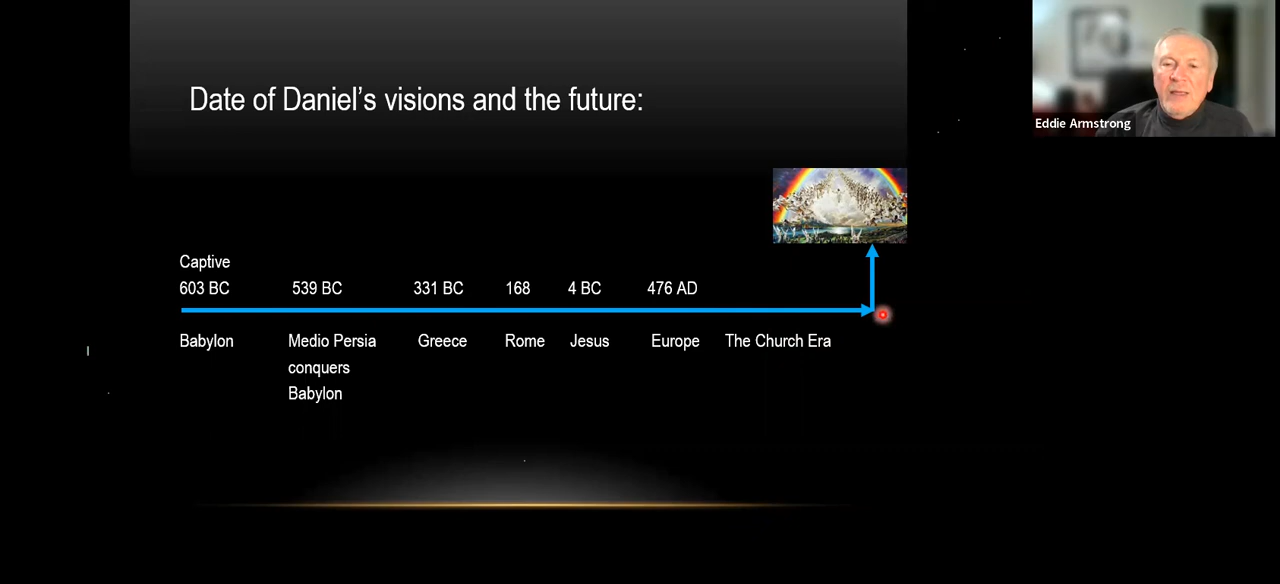 Date of Daniel's visions and the future:
Eddie Armstrong
Captive
603 BC 539 BC 331 BC 168 4 BC 476 AD
Babylon Medio Persia Greece Rome Jesus Europe The Church Era
conquers
Babylon